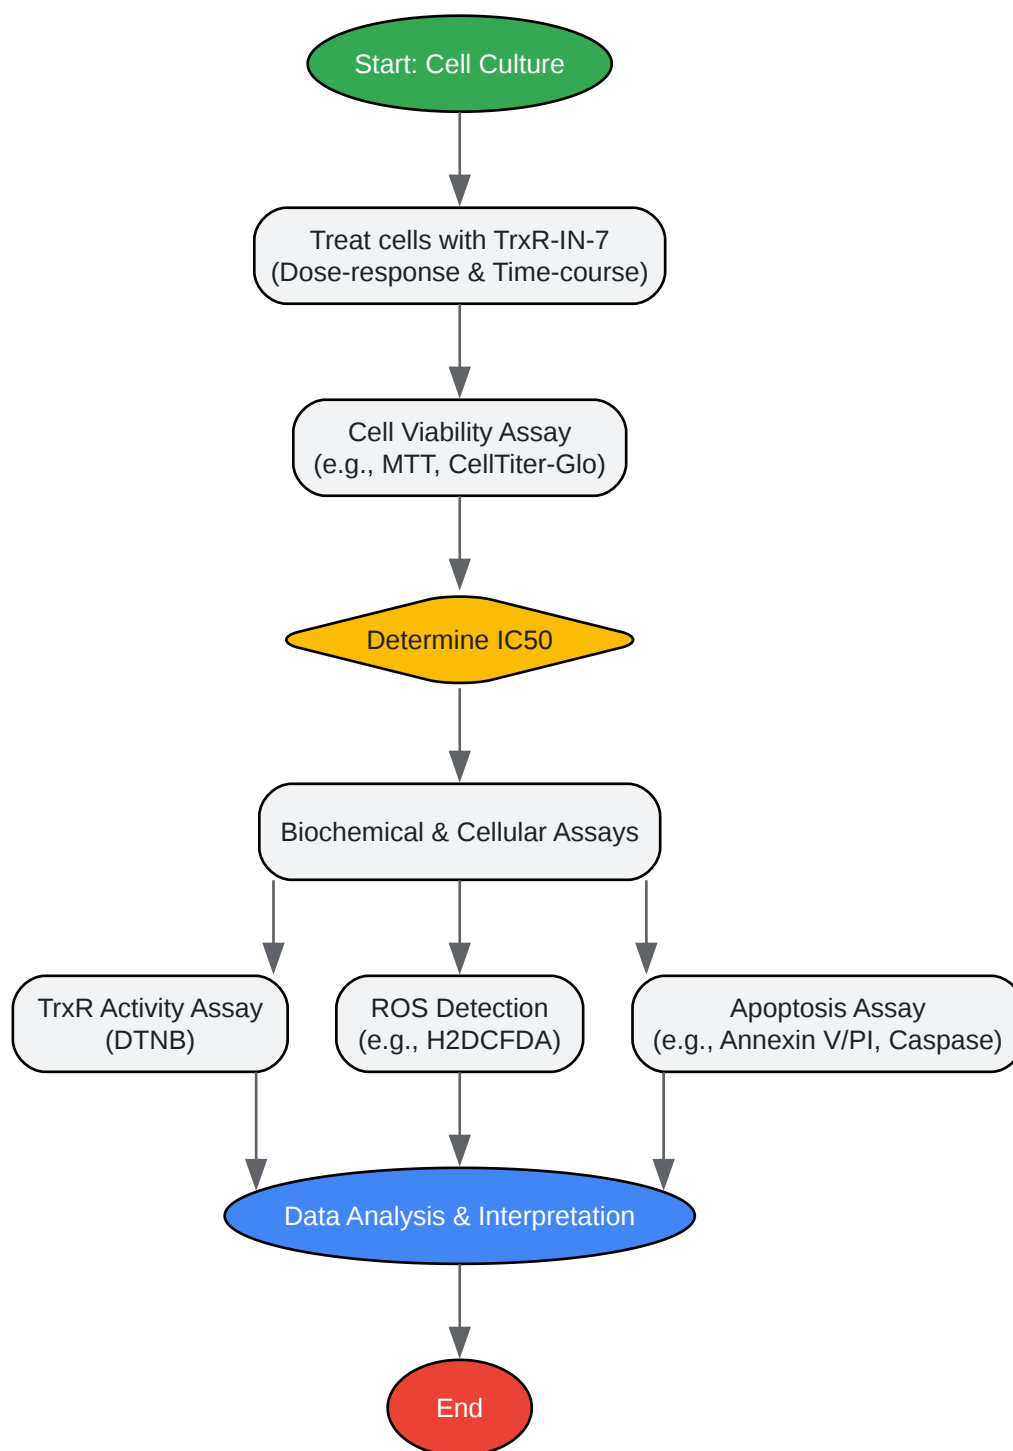 Start: Cell Culture
Treat cells with TrxR-IN-7
(Dose-response & Time-course)
Cell Viability Assay
(e.g., MTT, CellTiter-Glo)
Determine IC50
Biochemical & Cellular Assays
TrxR Activity Assay
(DTNB)
ROS Detection
(e.g., H2DCFDA)
Apoptosis Assay
(e.g., Annexin V/PI, Caspase)
Data Analysis & Interpretation
End